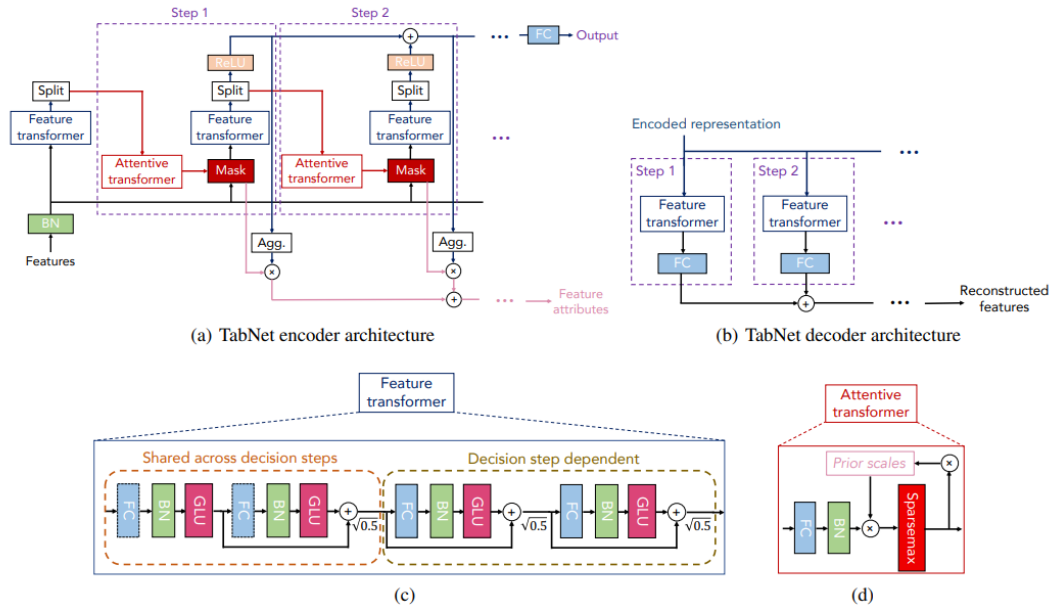 Step 1
Step 2
FC
Output
ReLU
ReLU
Split
Split
Split
Feature
transformer
Feature
transformer
Feature
transformer
Attentive
transformer
Mask
Attentive
transformer
Mask
BN
Features
Agg.
Agg.
Feature
attributes
(a) TabNet encoder architecture
Encoded representation
Step 1
Step 2
Feature
transformer
Feature
transformer
FC
FC
Reconstructed
features
(b) TabNet decoder architecture
Feature
transformer
Shared across decision steps
Decision step dependent
FC
BN
GLU
FC
BN
GLU
√0.5
FC
BN
GLU
√0.5
FC
BN
GLU
√0.5
(c)
Attentive
transformer
Prior scales
FC
BN
Sparsemax
(d)